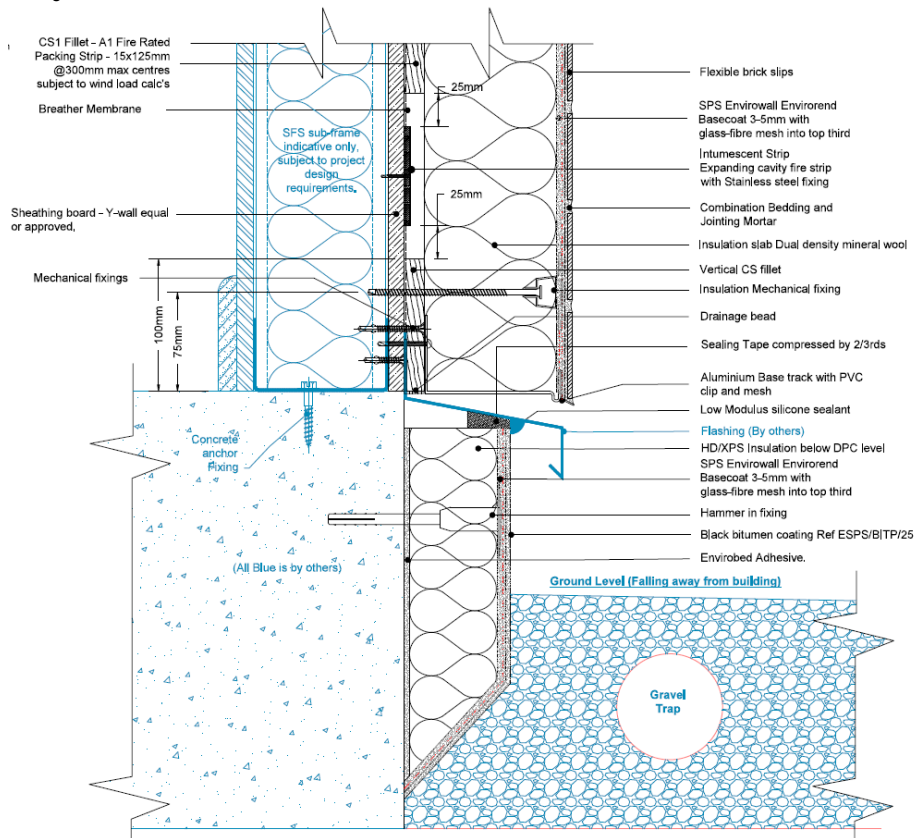 CS1 Fillet – A1 Fire Rated
Packing Strip - 15x125mm
@300mm max centres
subject to wind load calc's
Breather Membrane
Sheathing board – Y-wall equal
or approved,
Mechanical fixings
100mm
75mm
SFS sub-frame
indicative only,
subject to project
design
requirements.
25mm
25mm
Concrete
anchor
Fixing
(All Blue is by others)
Flexible brick slips
SPS Envirowall Envirorend
Basecoat 3-5mm with
glass-fibre mesh into top third
Intumescent Strip
Expanding cavity fire strip
with Stainless steel fixing
Combination Bedding and
Jointing Mortar
Insulation slab Dual density mineral wool
Vertical CS fillet
Insulation Mechanical fixing
Drainage bead
Sealing Tape compressed by 2/3rds
Aluminium Base track with PVC
clip and mesh
Low Modulus silicone sealant
Flashing (By others)
HD/XPS Insulation below DPC level
SPS Envirowall Envirorend
Basecoat 3-5mm with
glass-fibre mesh into top third
Hammer in fixing
Black bitumen coating Ref ESPS/BITP/25
Envirobed Adhesive.
Ground Level (Falling away from building)
Gravel
Trap